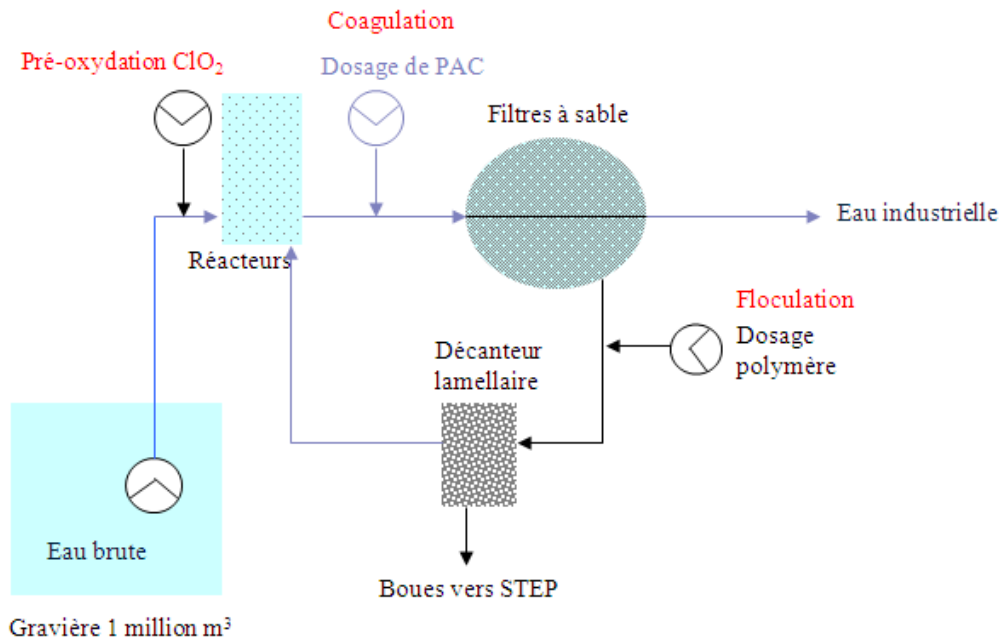 Coagulation
Pré-oxydation ClO₂
Dosage de PAC
Filtres à sable
Eau industrielle
Réacteurs
Floculation
Dosage
polymère
Décanteur
lamellaire
Eau brute
Boues vers STEP
Gravière 1 million m³